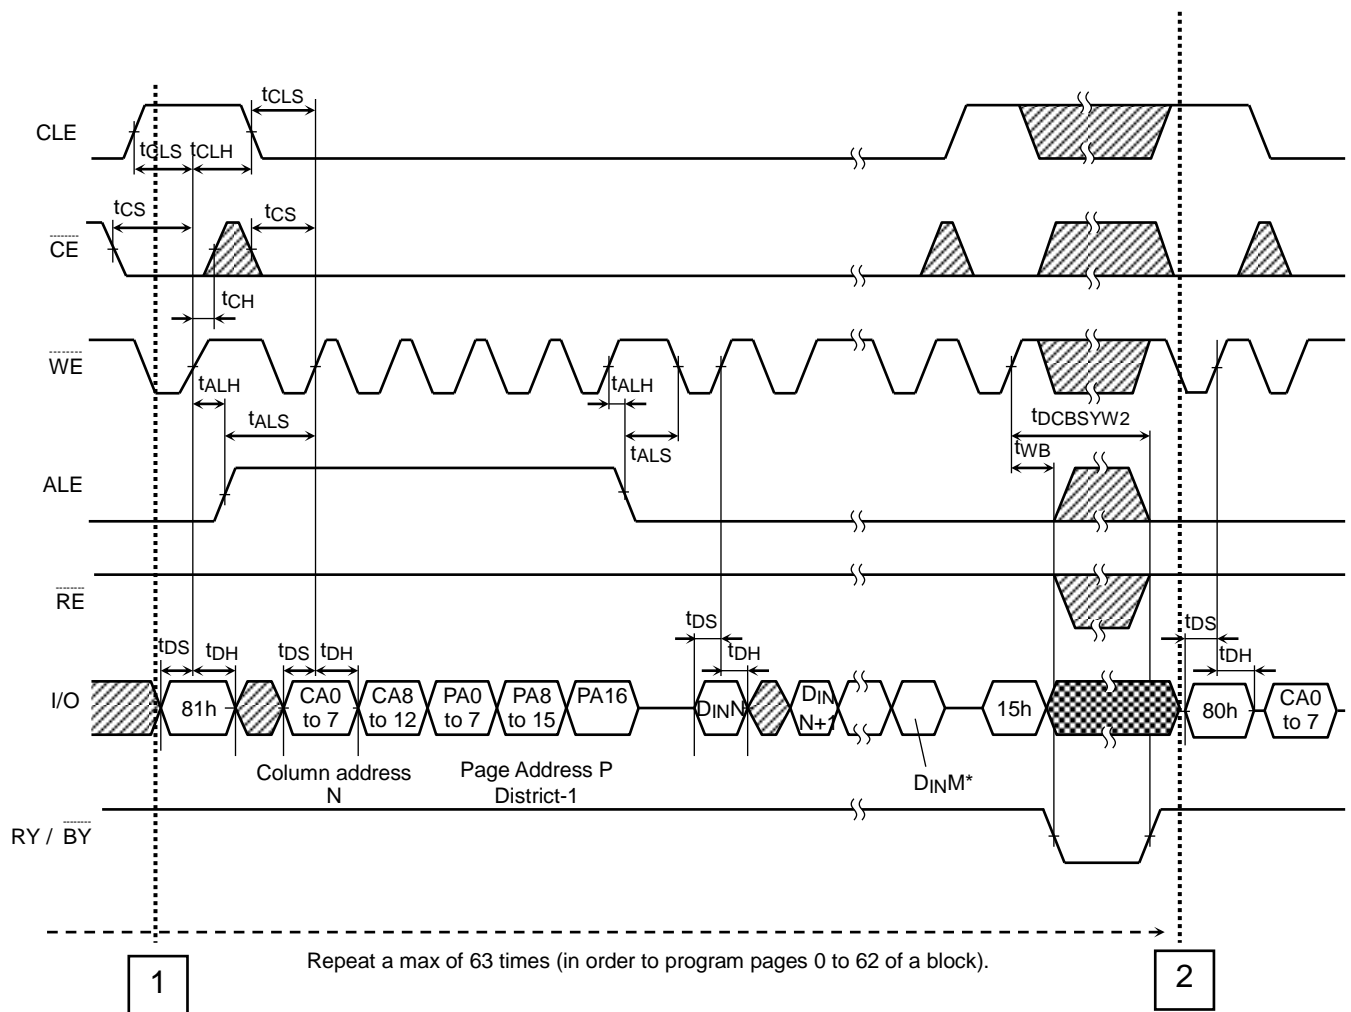 tCLS
CLE
tCLS tCLH
tCS tCS
CE
tCH
WE
tALH tALH
tALS tDCBSYW2
tALS tWB
ALE
RE
tDS tDS
tDS tDH tDS tDH tDH tDH
I/O
81h
CA0 to 7
CA8 to 12
PA0 to 7
PA8 to 15
PA16
DINN
DIN N+1
15h
80h
CA0 to 7
Column address
N
Page Address P
District-1
DINM*
RY / BY
Repeat a max of 63 times (in order to program pages 0 to 62 of a block).
1
2